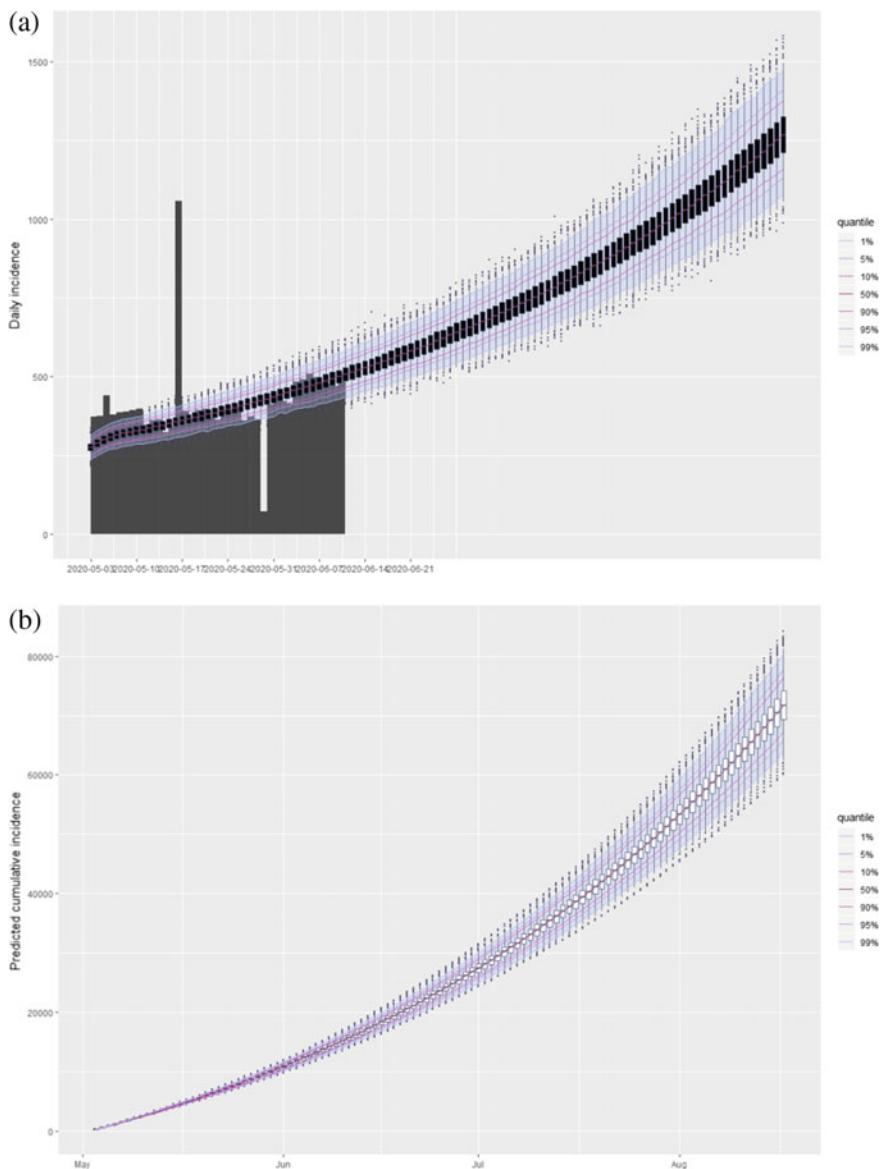 (a)
1500
1000
500
0
Daily incidence
2020-05-03 2020-05-10 2020-05-17 2020-05-24 2020-05-31 2020-06-07 2020-06-14 2020-06-21
quantile
1%
5%
10%
50%
90%
95%
99%
(b)
80000
60000
40000
20000
0
Predicted cumulative incidence
May Jun Jul Aug
quantile
1%
5%
10%
50%
90%
95%
99%